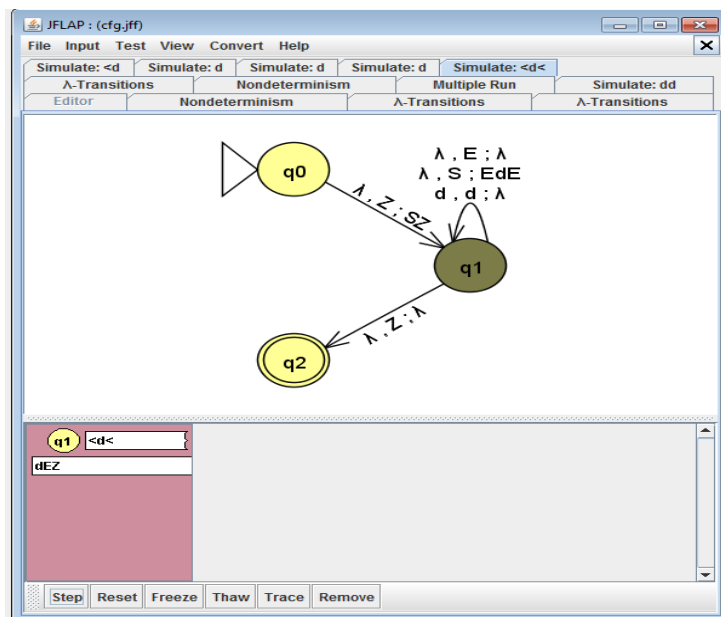 JFLAP : (cfg.jff)
File Input Test View Convert Help
Simulate: <d Simulate: d Simulate: d Simulate: d Simulate: <d<
λ-Transitions Nondeterminism Multiple Run Simulate: dd
Editor Nondeterminism λ-Transitions λ-Transitions
λ , E ; λ
λ , S ; EdE
d , d ; λ
q0
λ , Z ; SZ
q1
λ , Z ; λ
q2
q1 <d<
dEZ
Step Reset Freeze Thaw Trace Remove